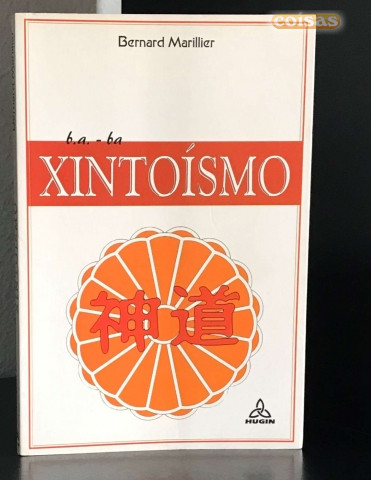 coisas
Bernard Marillier
b.a. - ba
XINTOÍSMO
神道
HUGIN